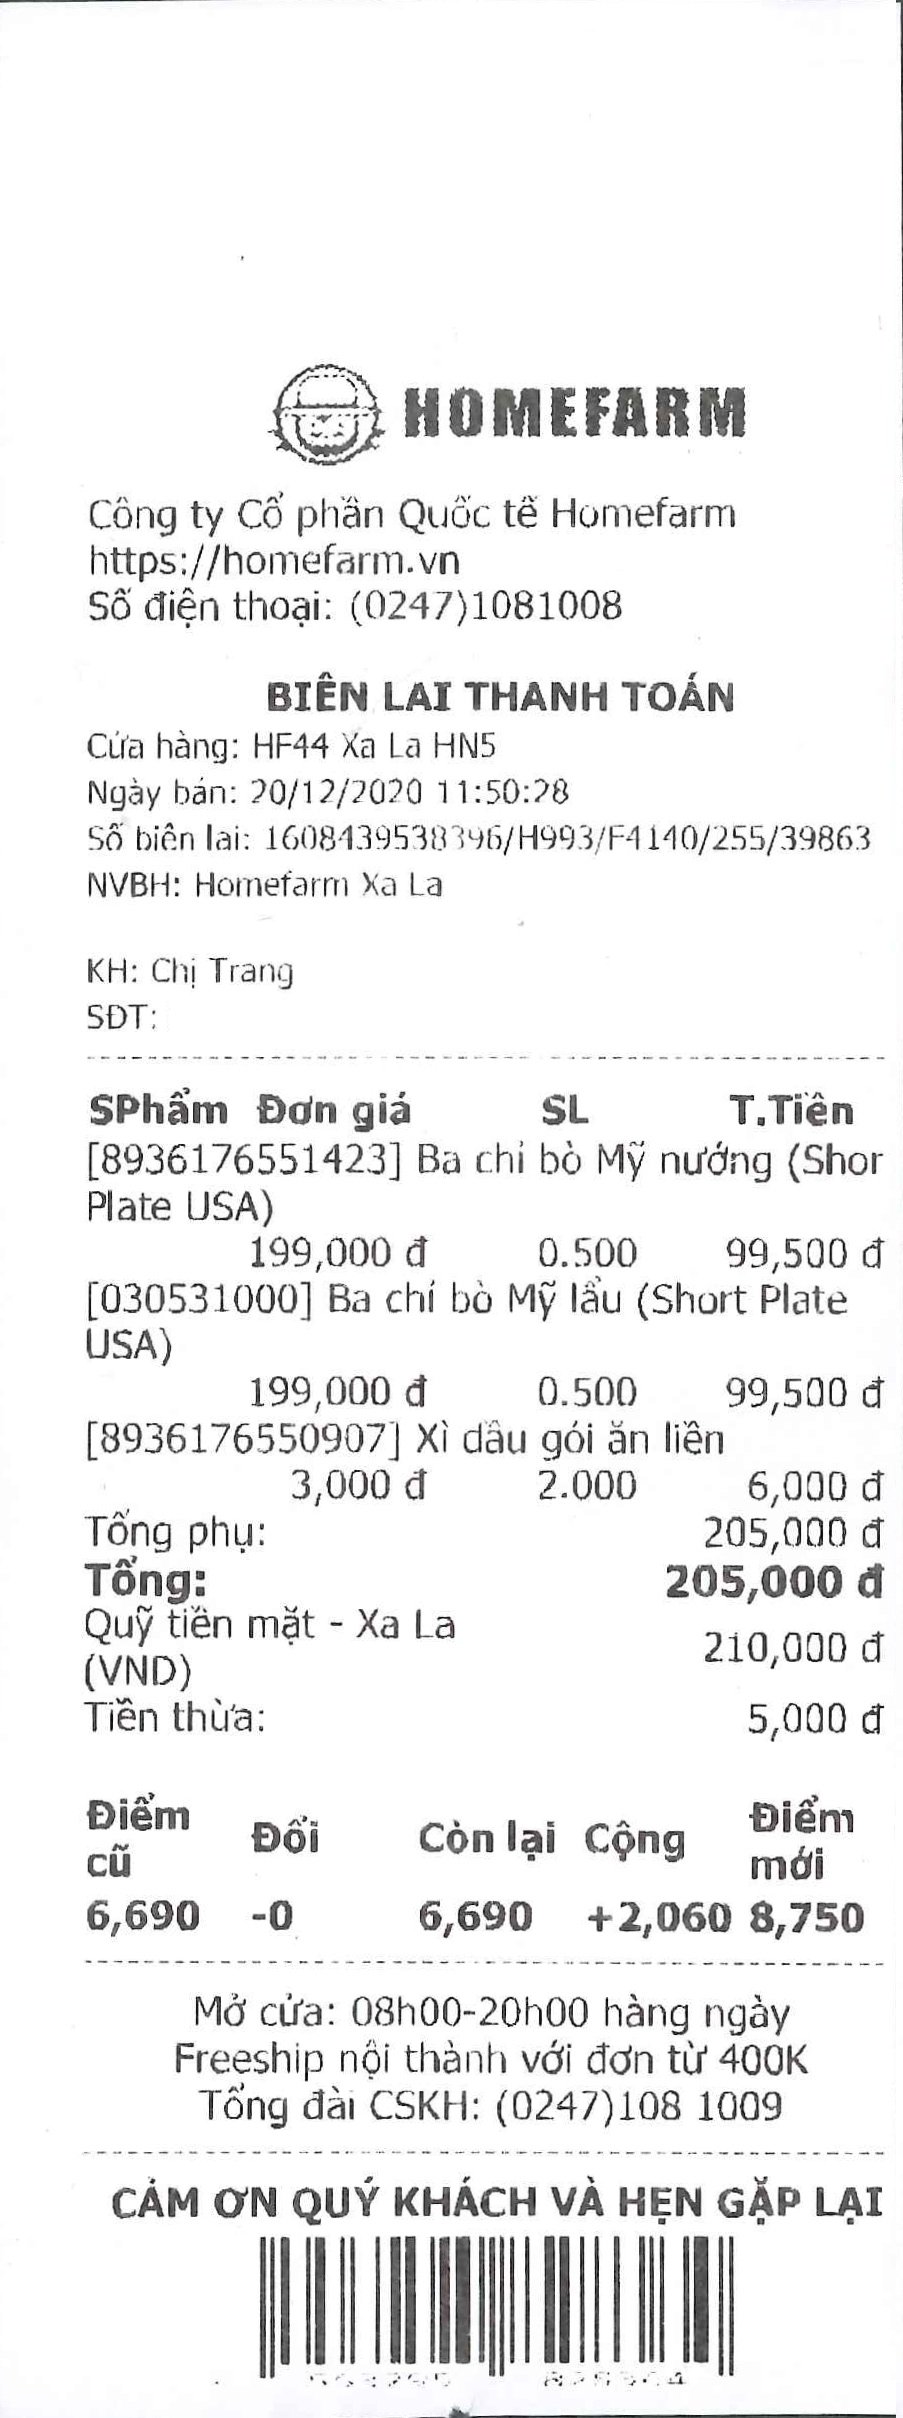 HOMEFARM
Công ty Cổ phần Quốc tế Homefarm
https://homefarm.vn
Số điện thoại: (0247)1081008
BIÊN LAI THANH TOÁN
Cửa hàng: HF44 Xa La HN5
Ngày bán: 20/12/2020 11:50:28
Số biên lai: 1608439538396/H993/F4140/255/39863
NVBH: Homefarm Xa La
KH: Chị Trang
SĐT:
SPhẩm Đơn giá SL T.Tiền
[8936176551423] Ba chỉ bò Mỹ nướng (Shor
Plate USA)
199,000 đ 0.500 99,500 đ
[030531000] Ba chỉ bò Mỹ lẩu (Short Plate
USA)
199,000 đ 0.500 99,500 đ
[8936176550907] Xì dầu gói ăn liền
3,000 đ 2.000 6,000 đ
Tổng phụ: 205,000 đ
Tổng: 205,000 đ
Quỹ tiền mặt - Xa La
(VND) 210,000 đ
Tiền thừa: 5,000 đ
Điểm cũ Đổi Còn lại Cộng Điểm mới
6,690 -0 6,690 +2,060 8,750
Mở cửa: 08h00-20h00 hàng ngày
Freeship nội thành với đơn từ 400K
Tổng đài CSKH: (0247)108 1009
CẢM ƠN QUÝ KHÁCH VÀ HẸN GẶP LẠI